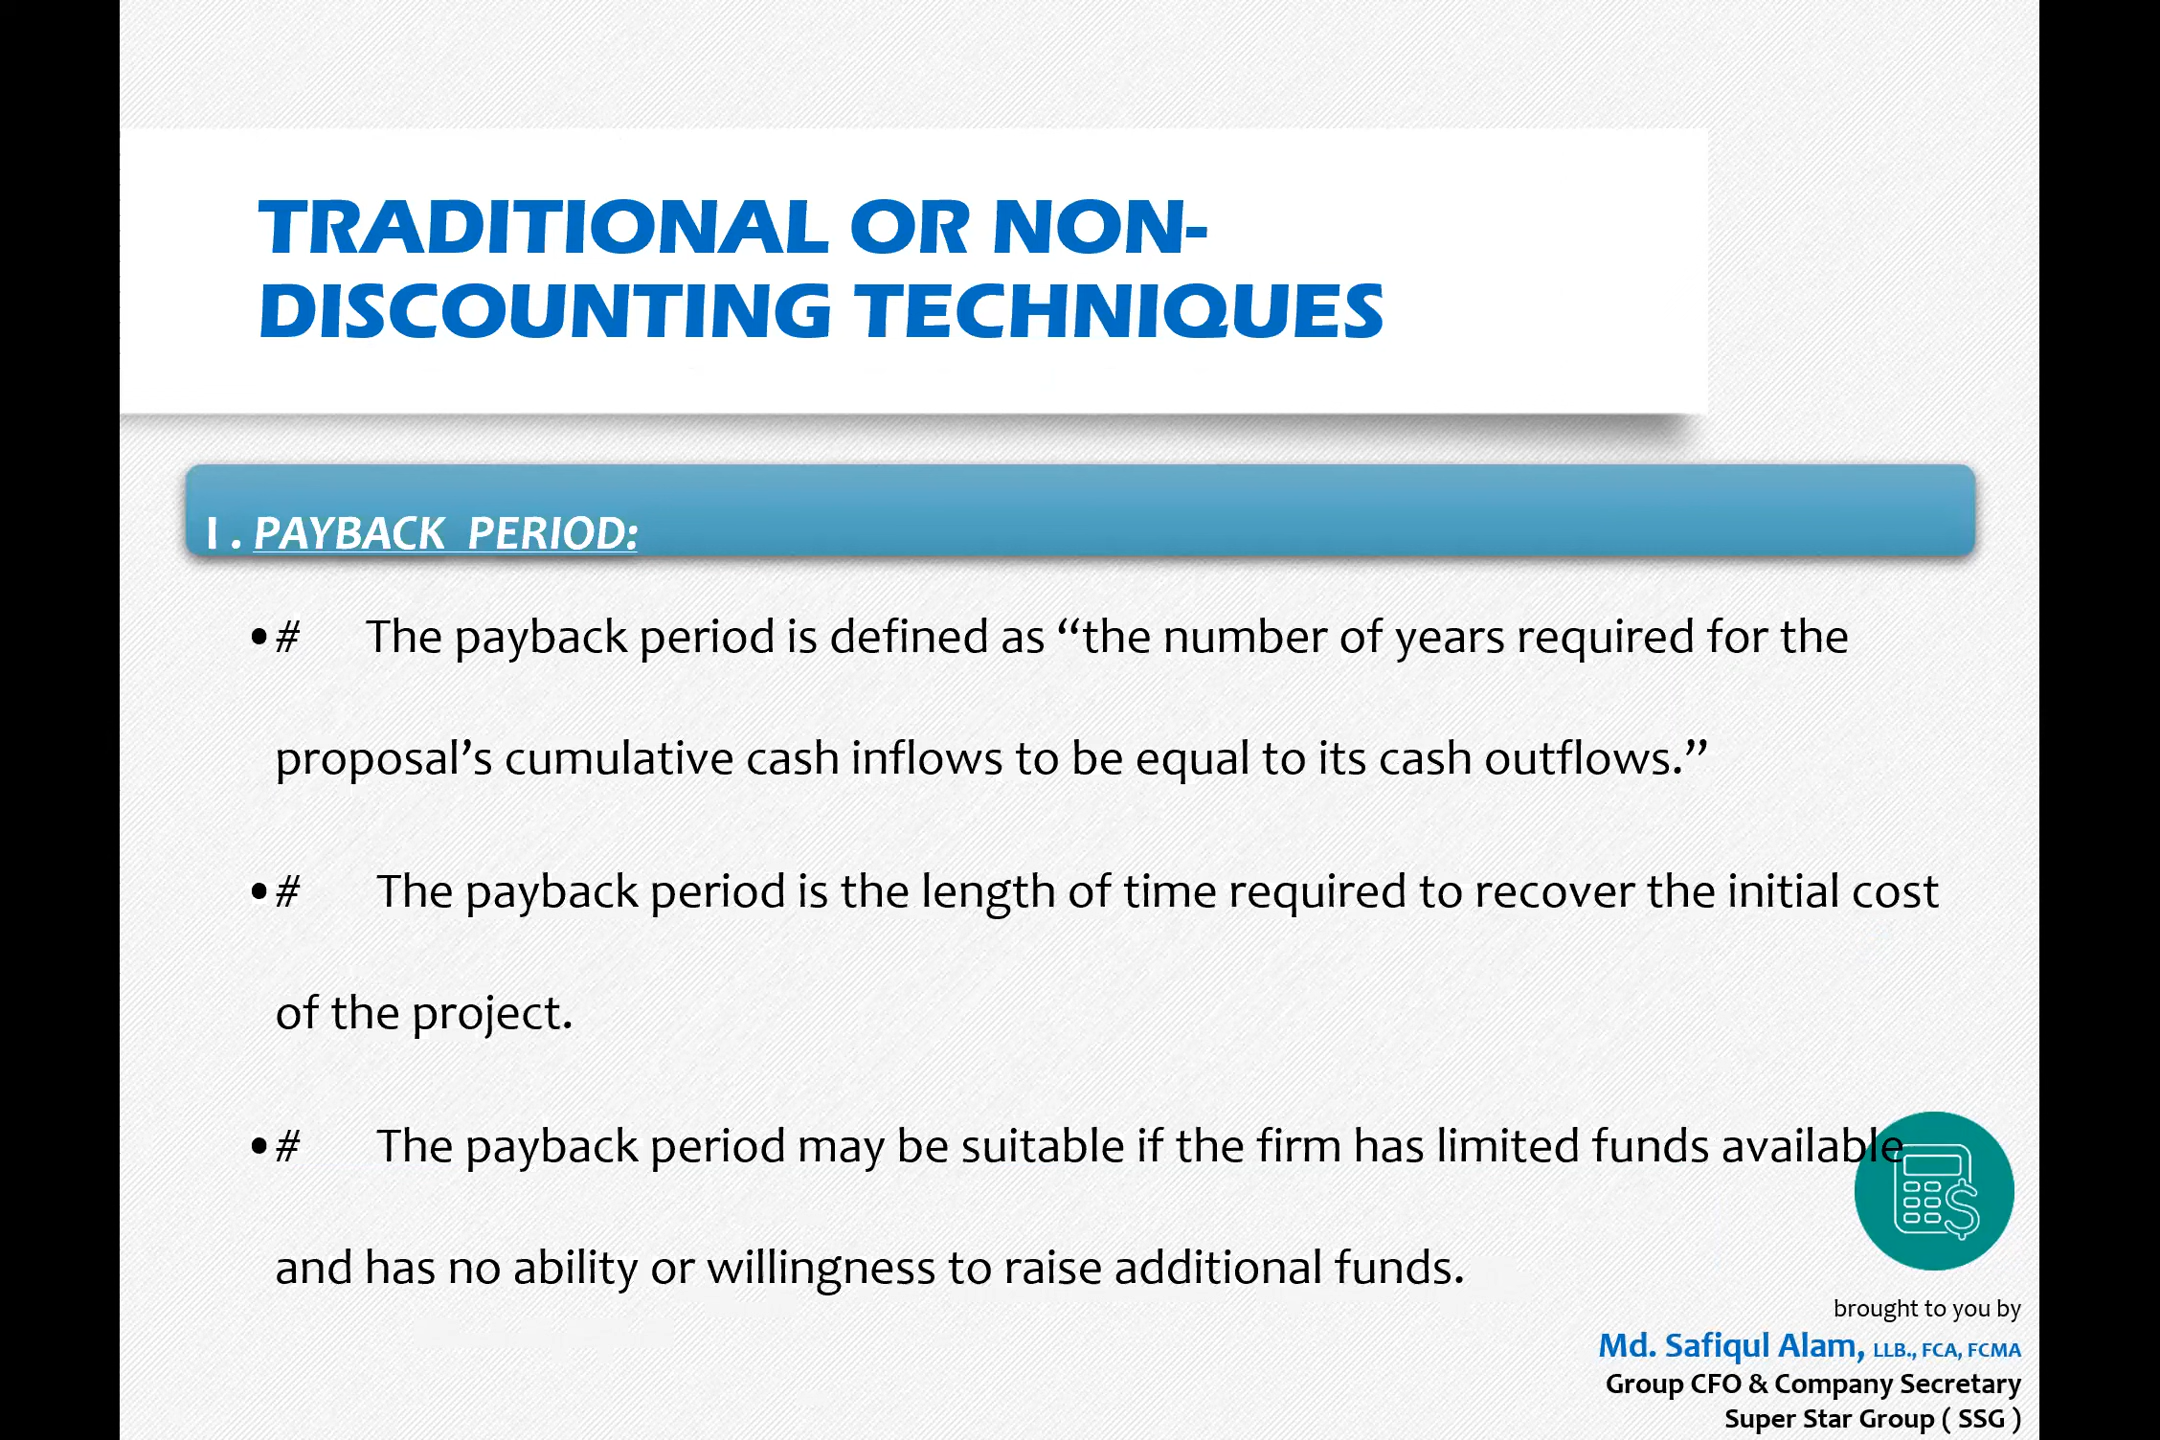 TRADITIONAL OR NON-
DISCOUNTING TECHNIQUES
I . PAYBACK PERIOD:
•# The payback period is defined as “the number of years required for the
proposal’s cumulative cash inflows to be equal to its cash outflows.”
•# The payback period is the length of time required to recover the initial cost
of the project.
•# The payback period may be suitable if the firm has limited funds available
and has no ability or willingness to raise additional funds.
brought to you by
Md. Safiqul Alam, LLB., FCA, FCMA
Group CFO & Company Secretary
Super Star Group ( SSG )